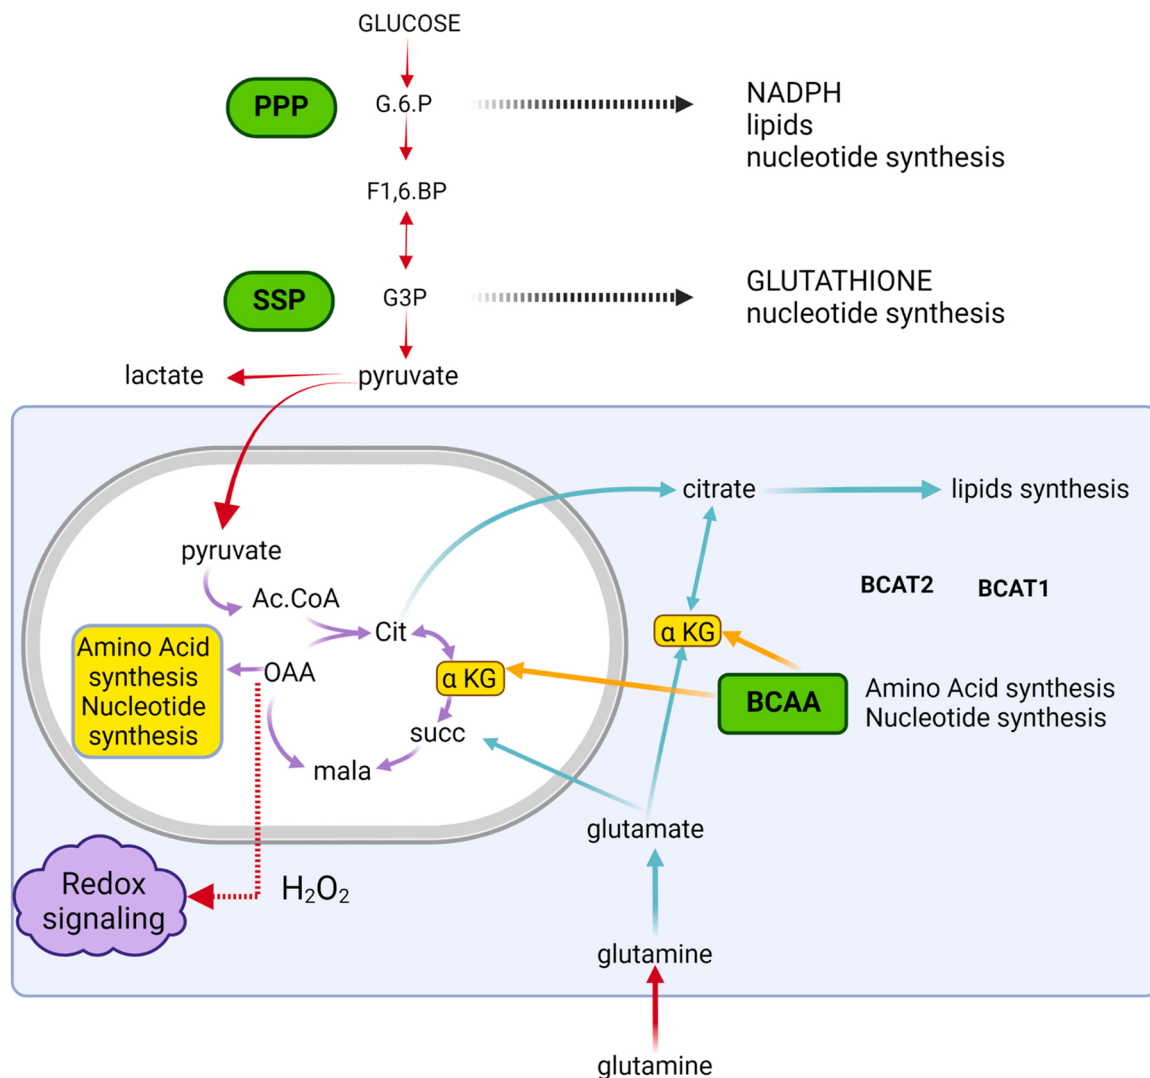 GLUCOSE
PPP
G.6.P
NADPH
lipids
nucleotide synthesis
F1,6.BP
SSP
G3P
GLUTATHIONE
nucleotide synthesis
lactate
pyruvate
citrate
lipids synthesis
pyruvate
Ac.CoA
Cit
BCAT2
BCAT1
α KG
Amino Acid
synthesis
Nucleotide
synthesis
OAA
α KG
BCAA
Amino Acid synthesis
Nucleotide synthesis
succ
mala
glutamate
Redox
signaling
H₂O₂
glutamine
glutamine